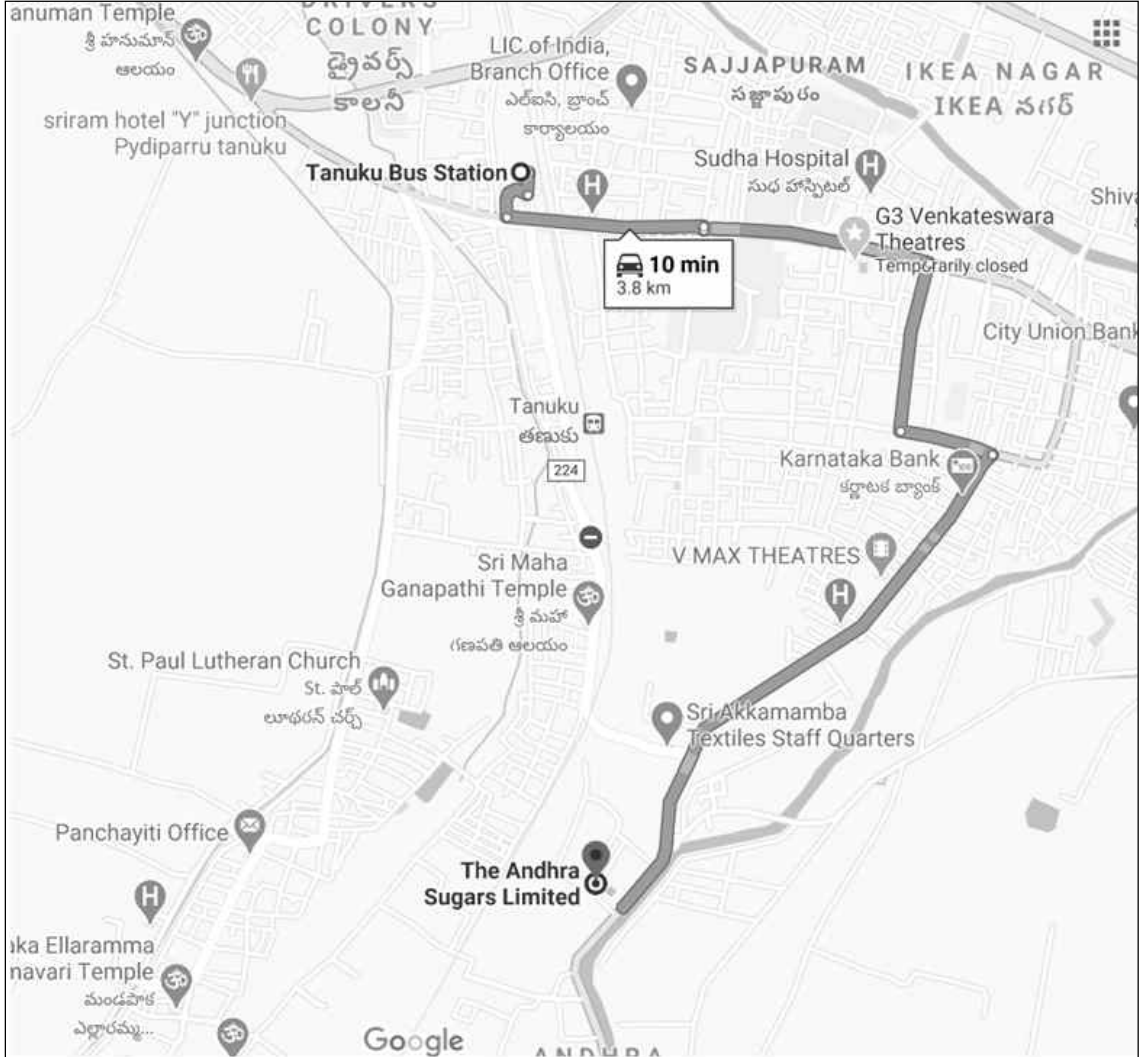 DRIVERS
COLONY
డ్రైవర్స్
కాలనీ
anuman Temple
శ్రీ హనుమాన్
ఆలయం
LIC of India,
Branch Office
ఎల్ఐసి, బ్రాంచ్
కార్యాలయం
SAJJAPURAM
సజ్జాపురం
IKEA NAGAR
IKEA నగర్
sriram hotel "Y" junction
Pydiparru tanuku
Tanuku Bus Station
Sudha Hospital
సుధ హాస్పిటల్
Shiva
H
G3 Venkateswara
Theatres
Temporarily closed
10 min
3.8 km
City Union Bank
Tanuku
తణుకు
224
Karnataka Bank
కర్ణాటక బ్యాంక్
V MAX THEATRES
H
Sri Maha
Ganapathi Temple
శ్రీ మహా
గణపతి ఆలయం
St. Paul Lutheran Church
St. పాల్
లూథరన్ చర్చ్
Sri Akkamamba
Textiles Staff Quarters
Panchayiti Office
The Andhra
Sugars Limited
H
aka Ellaramma
mavari Temple
మండపాక
ఎల్లారమ్మ...
Google
ANDHRA